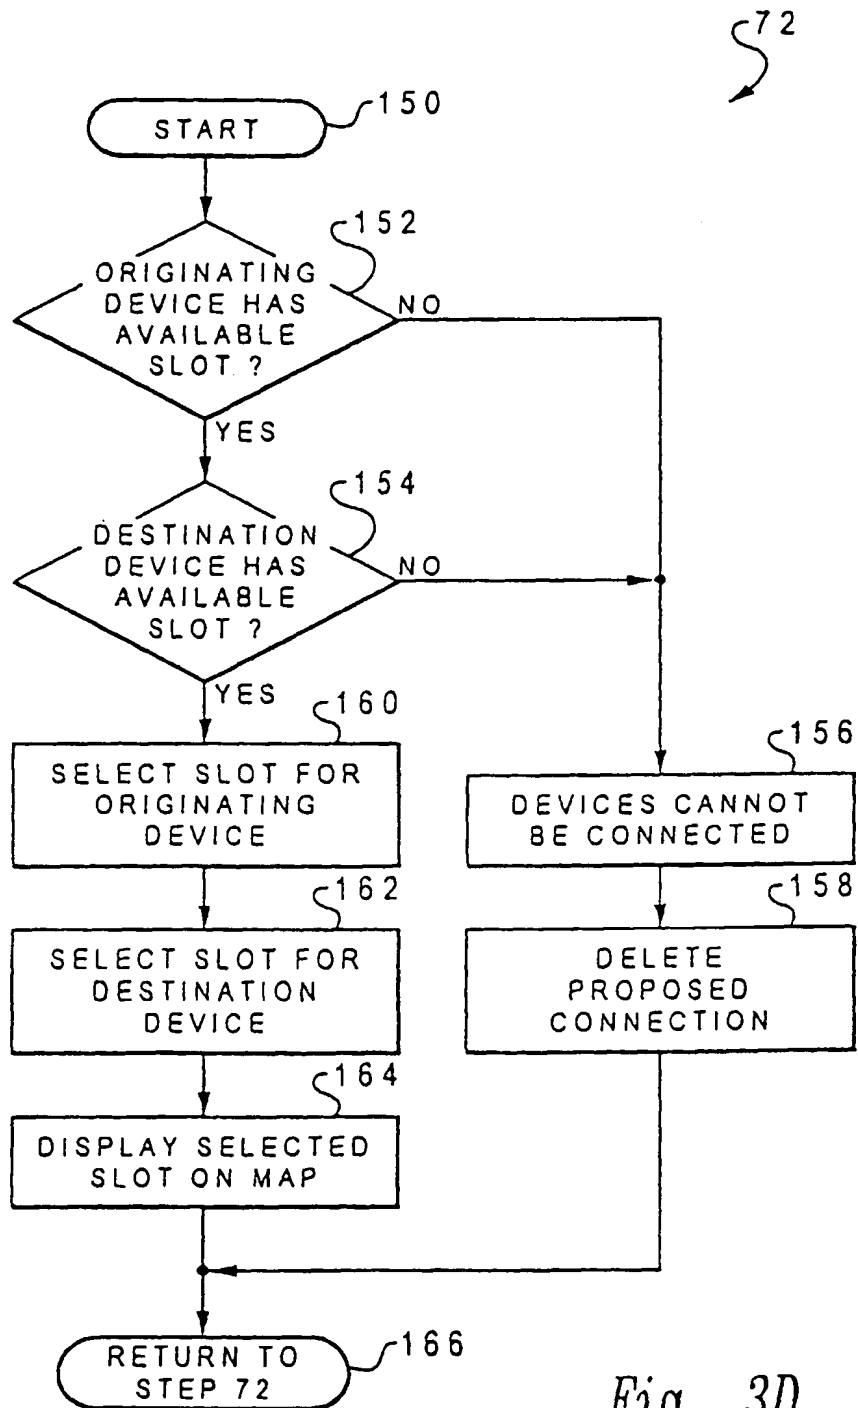 72
START
150
152
ORIGINATING
DEVICE HAS
AVAILABLE
SLOT ?
NO
YES
154
DESTINATION
DEVICE HAS
AVAILABLE
SLOT ?
NO
YES
160
SELECT SLOT FOR
ORIGINATING
DEVICE
156
DEVICES CANNOT
BE CONNECTED
162
SELECT SLOT FOR
DESTINATION
DEVICE
158
DELETE
PROPOSED
CONNECTION
164
DISPLAY SELECTED
SLOT ON MAP
RETURN TO
STEP 72
166
Fig. 3D